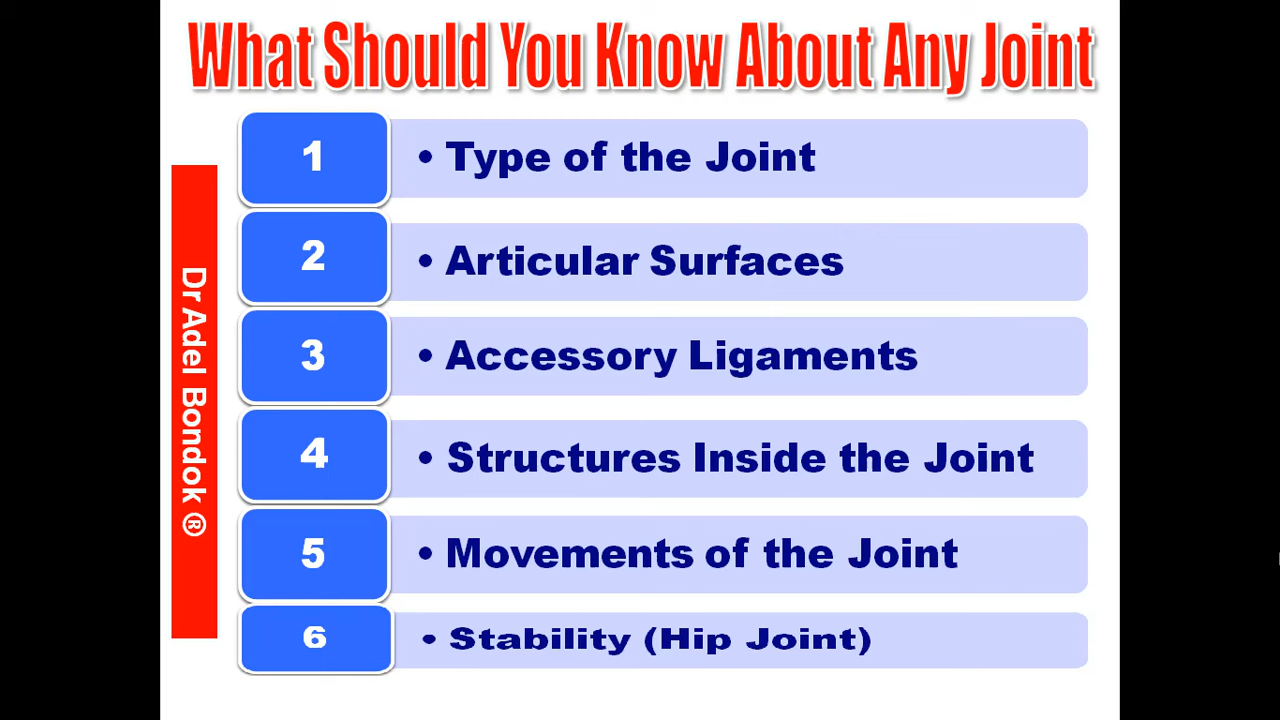 What Should You Know About Any Joint
1
• Type of the Joint
2
• Articular Surfaces
3
• Accessory Ligaments
4
• Structures Inside the Joint
5
• Movements of the Joint
6
• Stability (Hip Joint)
Dr Adel Bondok ®